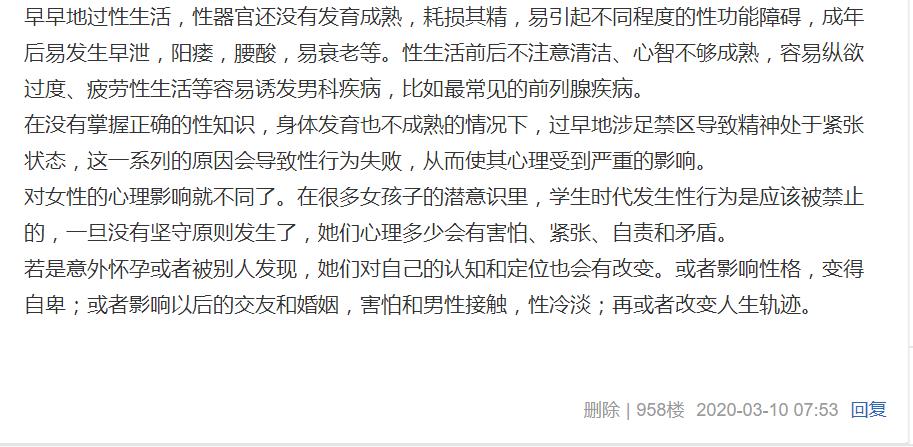 早早地过性生活，性器官还没有发育成熟，耗损其精，易引起不同程度的性功能障碍，成年
后易发生早泄，阳痿，腰酸，易衰老等。性生活前后不注意清洁、心智不够成熟，容易纵欲
过度、疲劳性生活等容易诱发男科疾病，比如最常见的前列腺疾病。
在没有掌握正确的性知识，身体发育也不成熟的情况下，过早地涉足禁区导致精神处于紧张
状态，这一系列的原因会导致性行为失败，从而使其心理受到严重的影响。
对女性的心理影响就不同了。在很多女孩子的潜意识里，学生时代发生性行为是应该被禁止
的，一旦没有坚守原则发生了，她们心理多少会有害怕、紧张、自责和矛盾。
若是意外怀孕或者被别人发现，她们对自己的认知和定位也会有改变。或者影响性格，变得
自卑；或者影响以后的交友和婚姻，害怕和男性接触，性冷淡；再或者改变人生轨迹。
删除 | 958楼 2020-03-10 07:53 回复